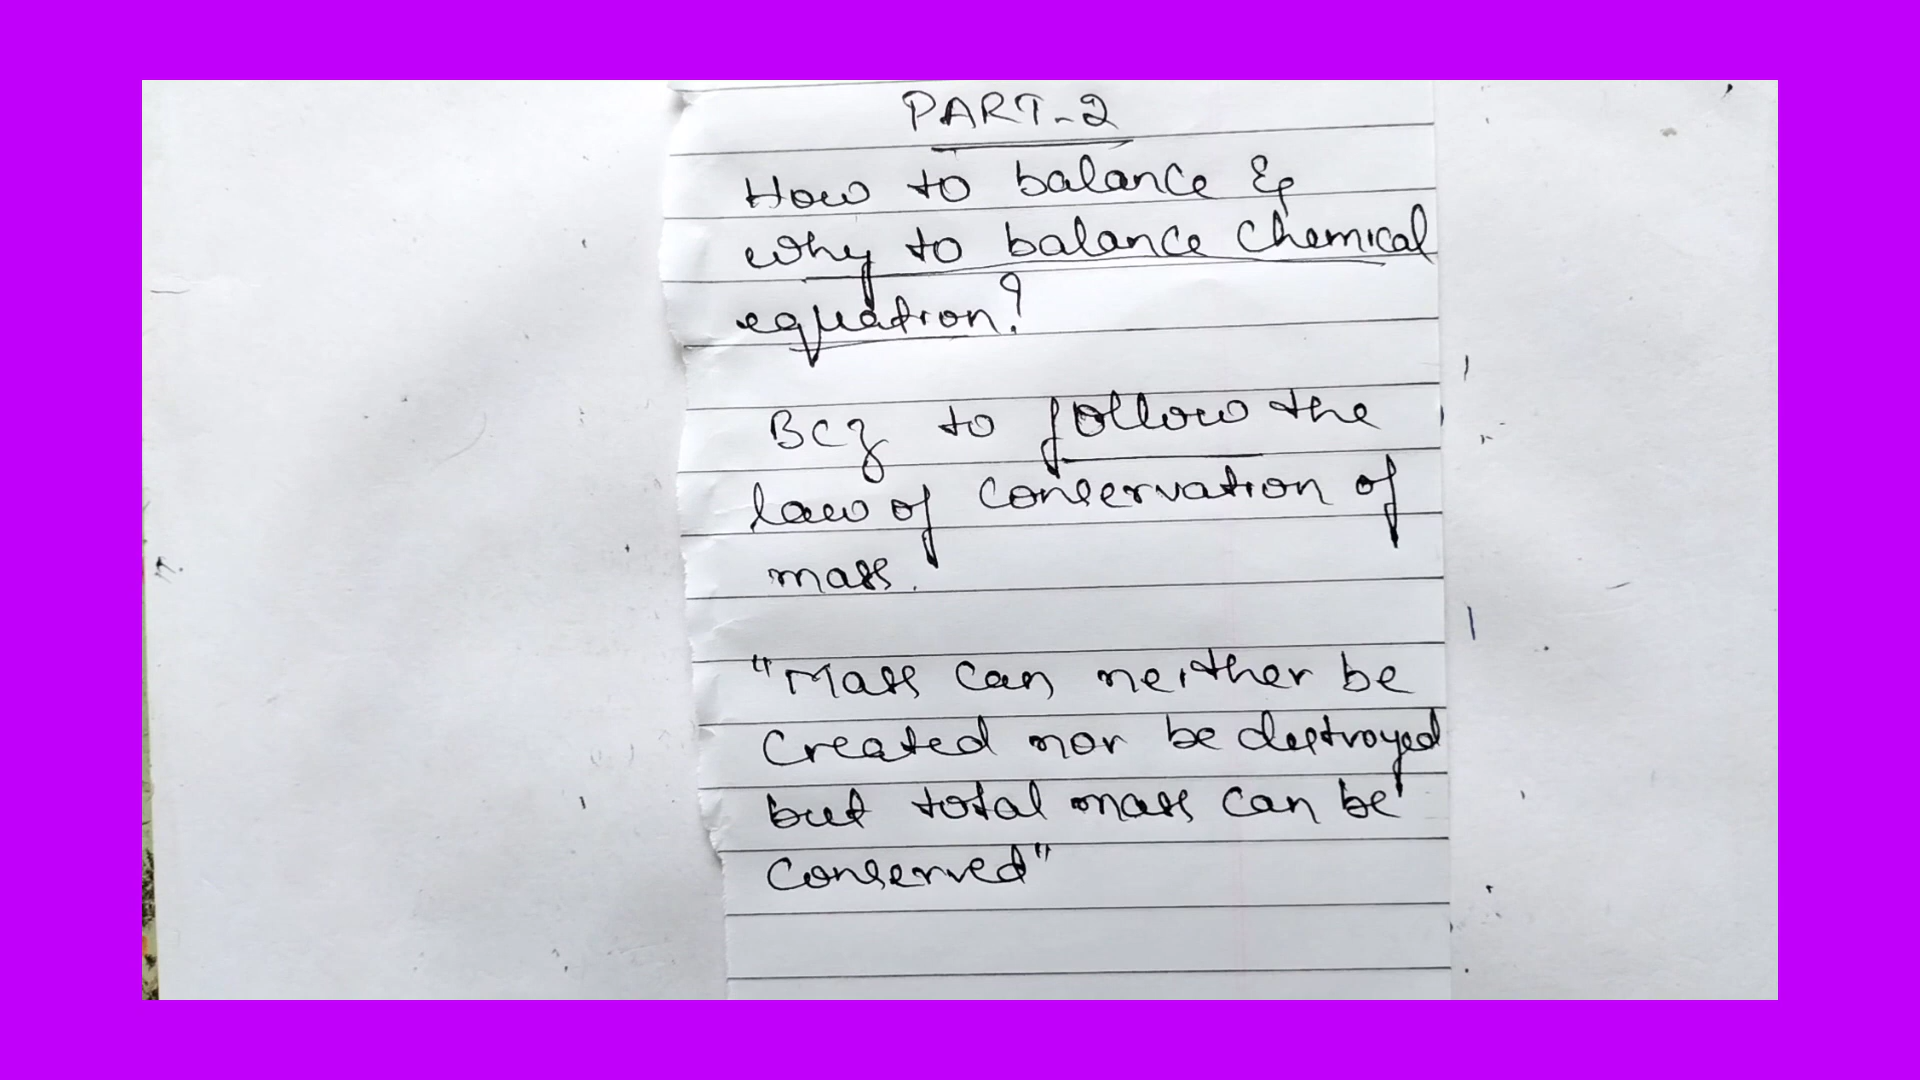 PART-2
How to balance &
why to balance chemical
equation?
Bcz to follow the
law of conservation of
mass.
"Mass can neither be
created nor be destroyed
but total mass can be
conserved"